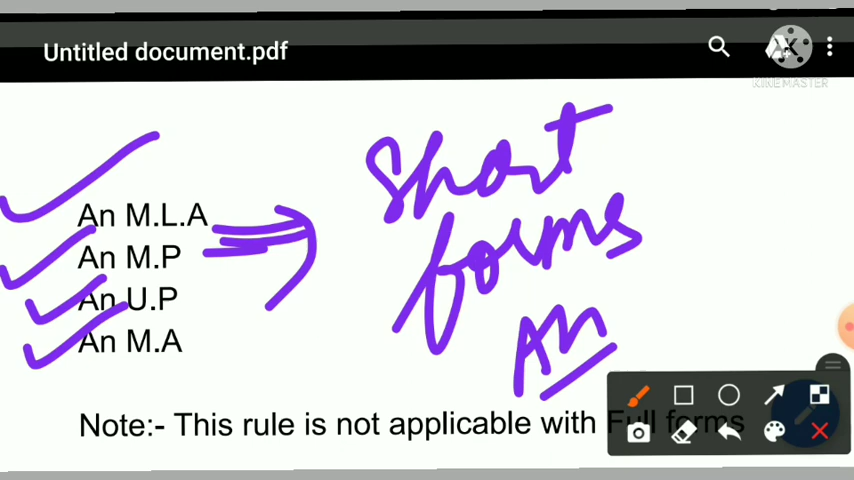 Untitled document.pdf
KINEMASTER
An M.L.A
An M.P
An U.P
An M.A
Short
forms
An
Note:- This rule is not applicable with Full forms